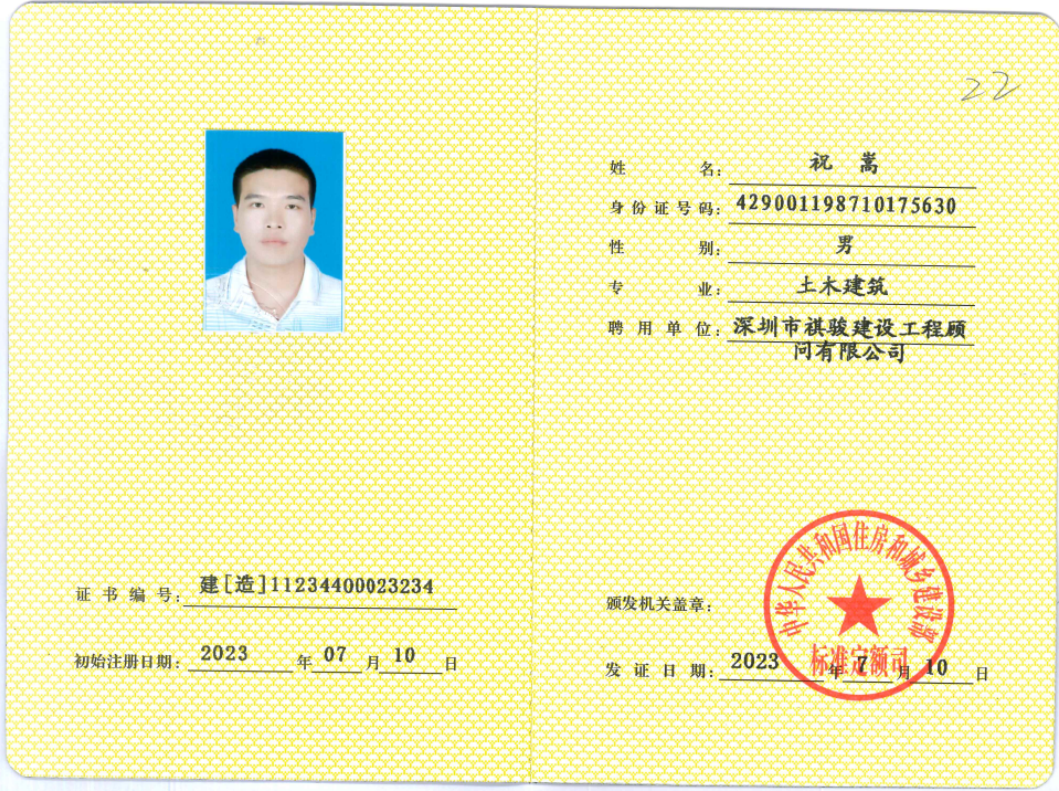 22
姓名：祝嵩
身份证号码：429001198710175630
性别：男
专业：土木建筑
聘用单位：深圳市祺骏建设工程顾
问有限公司
证书编号：建[造]11234400023234
初始注册日期：2023年07月10日
颁发机关盖章：
中华人民共和国住房和城乡建设部
标准定额司
发证日期：2023年7月10日